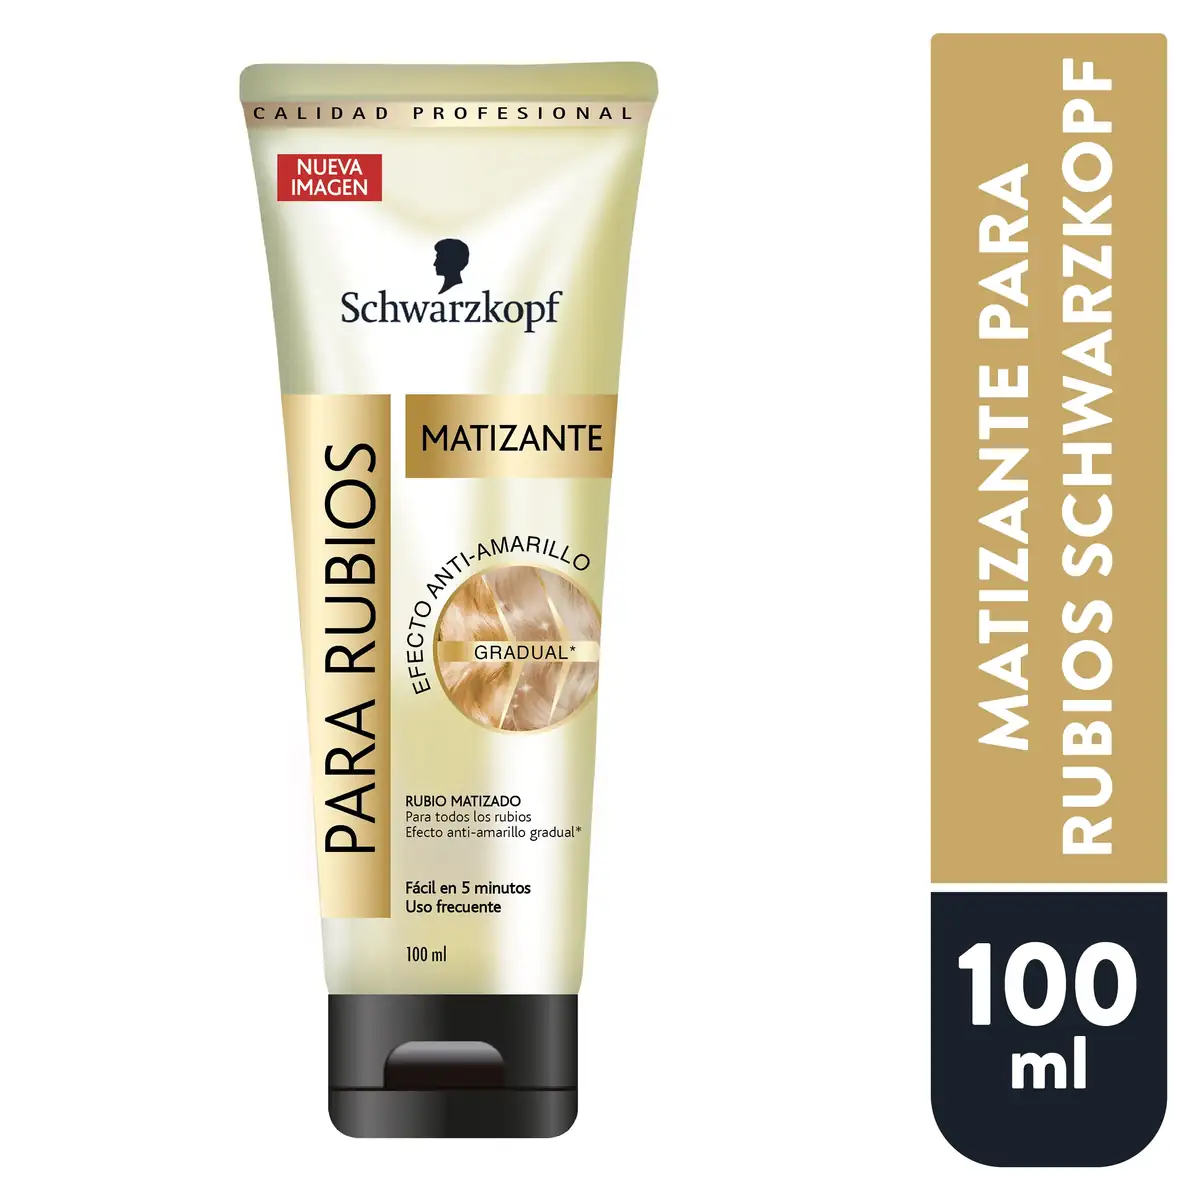 CALIDAD PROFESIONAL
NUEVA
IMAGEN
Schwarzkopf
PARA RUBIOS
MATIZANTE
EFECTO ANTI-AMARILLO
GRADUAL*
RUBIO MATIZADO
Para todos los rubios
Efecto anti-amarillo gradual*
Fácil en 5 minutos
Uso frecuente
100 ml
MATIZANTE PARA
RUBIOS SCHWARZKOPF
100
ml